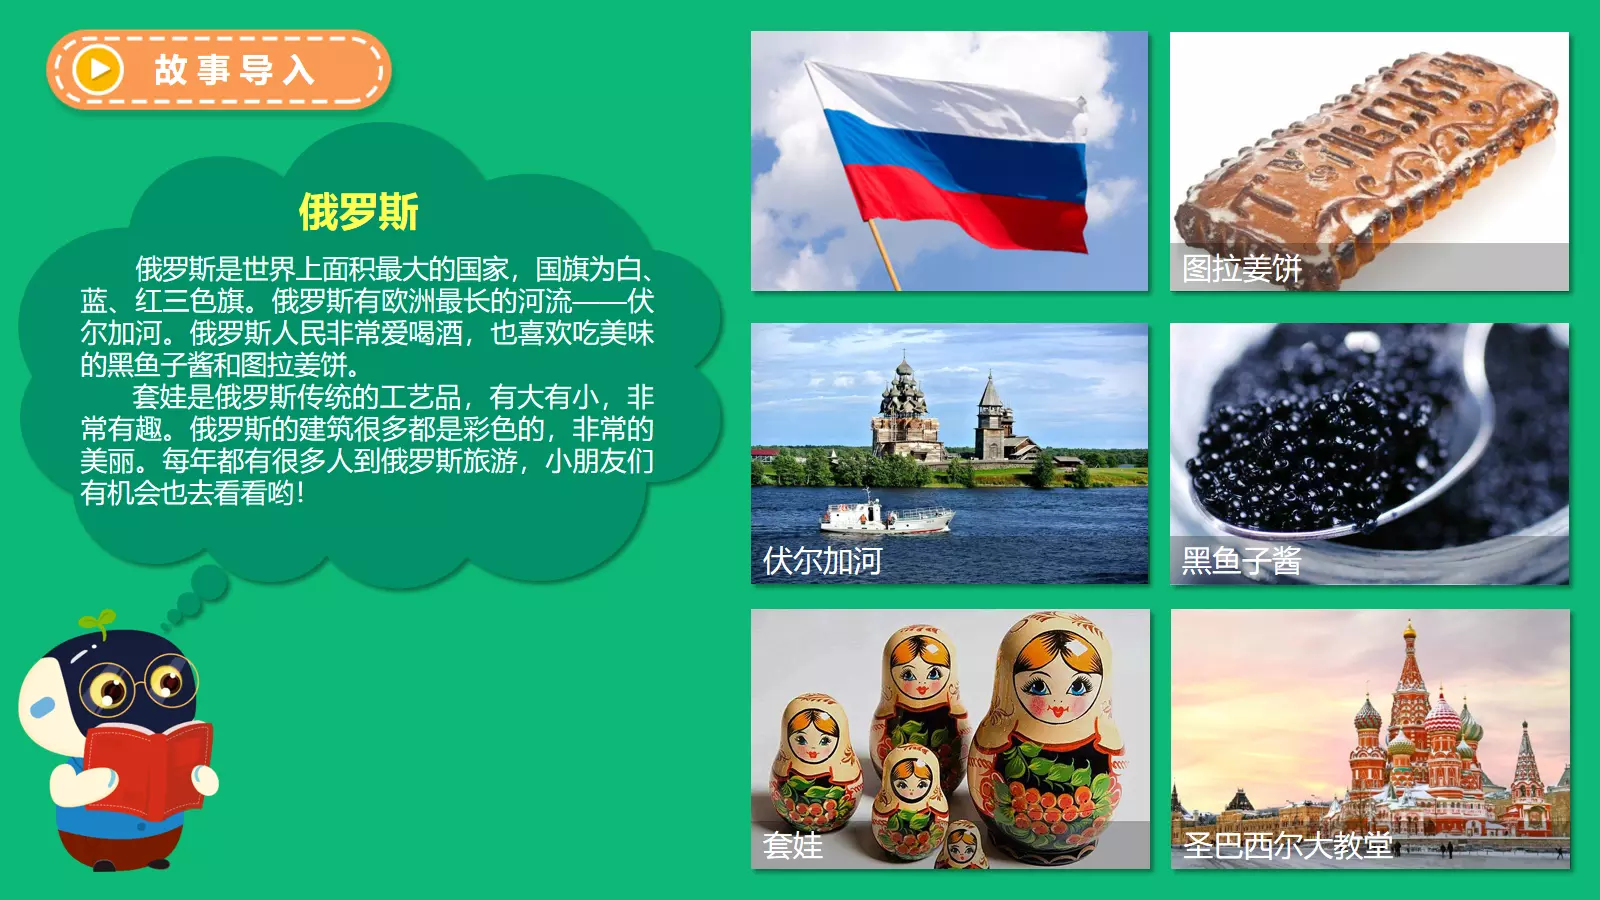 故事导入
俄罗斯
俄罗斯是世界上面积最大的国家，国旗为白、
蓝、红三色旗。俄罗斯有欧洲最长的河流——伏
尔加河。俄罗斯人民非常爱喝酒，也喜欢吃美味
的黑鱼子酱和图拉姜饼。
套娃是俄罗斯传统的工艺品，有大有小，非
常有趣。俄罗斯的建筑很多都是彩色的，非常的
美丽。每年都有很多人到俄罗斯旅游，小朋友们
有机会也去看看哟！
图拉姜饼
伏尔加河
黑鱼子酱
套娃
圣巴西尔大教堂